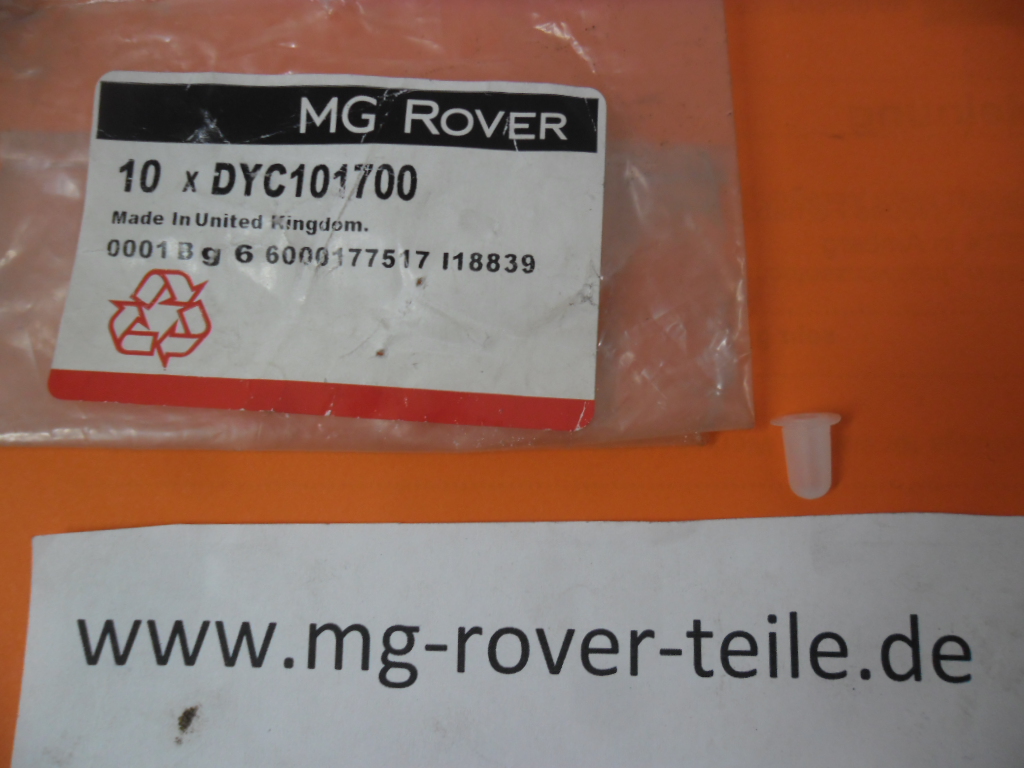 MG ROVER
10 x DYC101700
Made In United Kingdom.
0001 B g 6 6000177517 I18839
www.mg-rover-teile.de